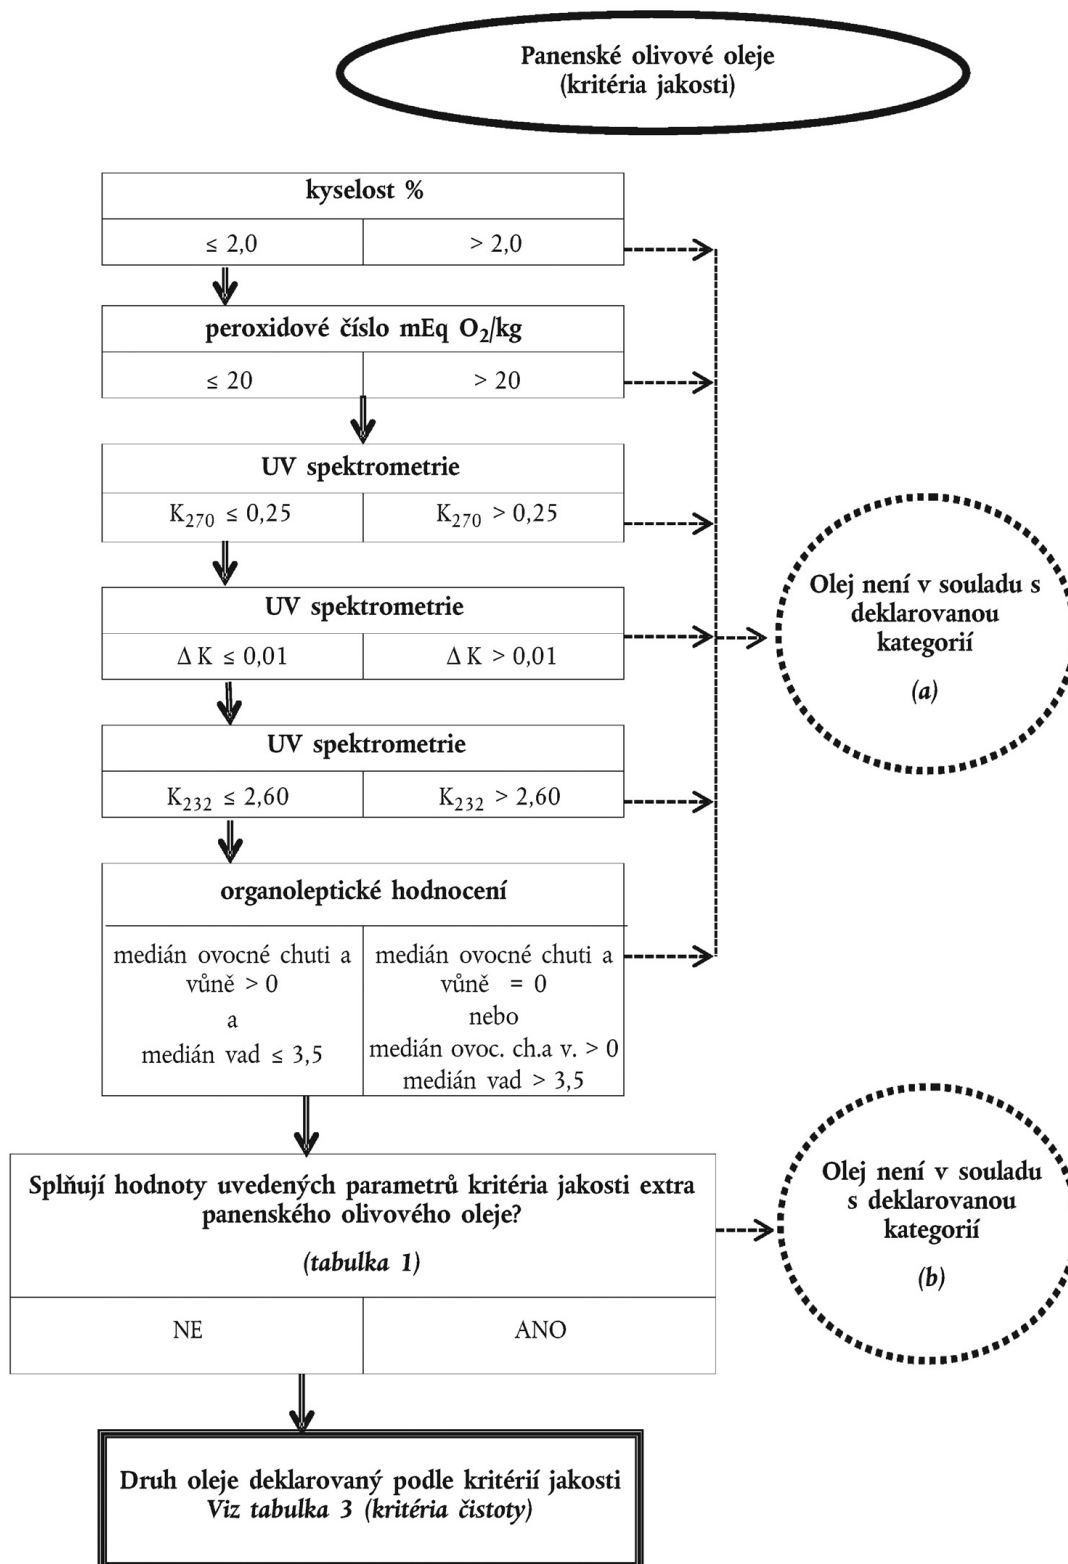 Panenské olivové oleje
(kritéria jakosti)
kyselost %
≤ 2,0
> 2,0
peroxidové číslo mEq O₂/kg
≤ 20
> 20
UV spektrometrie
K₂₇₀ ≤ 0,25
K₂₇₀ > 0,25
UV spektrometrie
Δ K ≤ 0,01
Δ K > 0,01
UV spektrometrie
K₂₃₂ ≤ 2,60
K₂₃₂ > 2,60
organoleptické hodnocení
medián ovocné chuti a
vůně > 0
a
medián vad ≤ 3,5
medián ovocné chuti a
vůně = 0
nebo
medián ovoc. ch.a v. > 0
medián vad > 3,5
Olej není v souladu s
deklarovanou
kategorií
(a)
Splňují hodnoty uvedených parametrů kritéria jakosti extra
panenského olivového oleje?
(tabulka 1)
NE
ANO
Olej není v souladu
s deklarovanou
kategorií
(b)
Druh oleje deklarovaný podle kritérií jakosti
Viz tabulka 3 (kritéria čistoty)